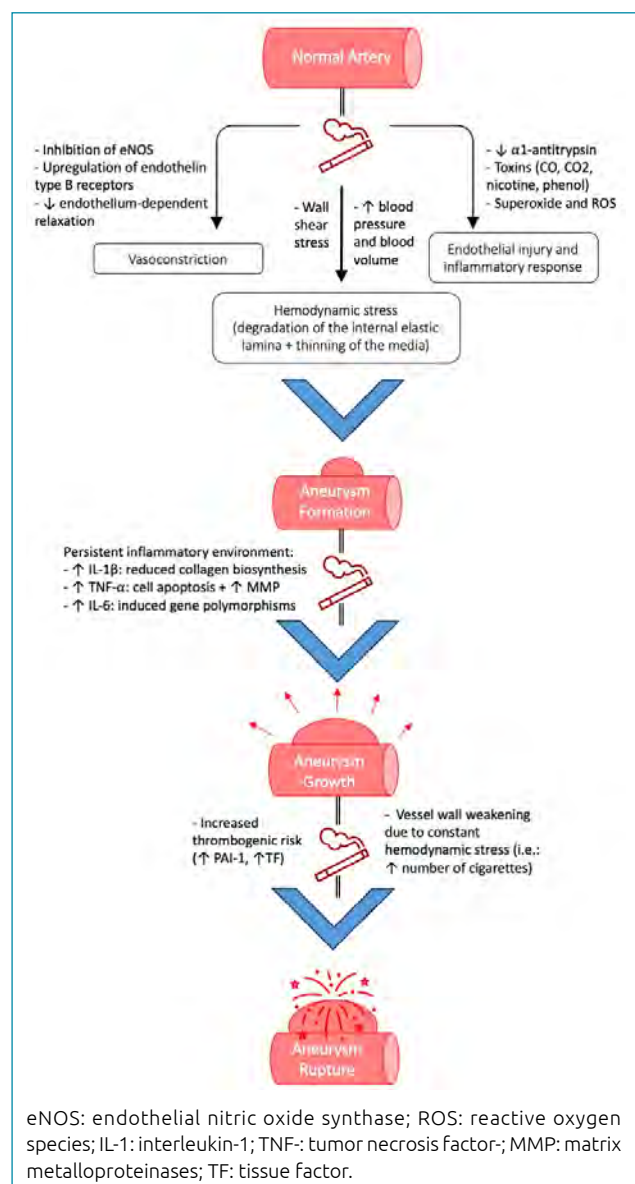 Normal Artery
- Inhibition of eNOS
- Upregulation of endothelin
type B receptors
- ↓ endothelium-dependent
relaxation
Vasoconstriction
- Wall
shear
stress
- ↑ blood
pressure
and blood
volume
- ↓ α1-antitrypsin
- Toxins (CO, CO2,
nicotine, phenol)
- Superoxide and ROS
Endothelial injury and
inflammatory response
Hemodynamic stress
(degradation of the internal elastic
lamina + thinning of the media)
Aneurysm
Formation
Persistent inflammatory environment:
- ↑ IL-1β: reduced collagen biosynthesis
- ↑ TNF-α: cell apoptosis + ↑ MMP
- ↑ IL-6: induced gene polymorphisms
Aneurysm
-Growth
- Increased
thrombogenic risk
(↑ PAI-1, ↑TF)
- Vessel wall weakening
due to constant
hemodynamic stress (i.e.:
↑ number of cigarettes)
Aneurysm
Rupture
eNOS: endothelial nitric oxide synthase; ROS: reactive oxygen
species; IL-1: interleukin-1; TNF-: tumor necrosis factor-; MMP: matrix
metalloproteinases; TF: tissue factor.